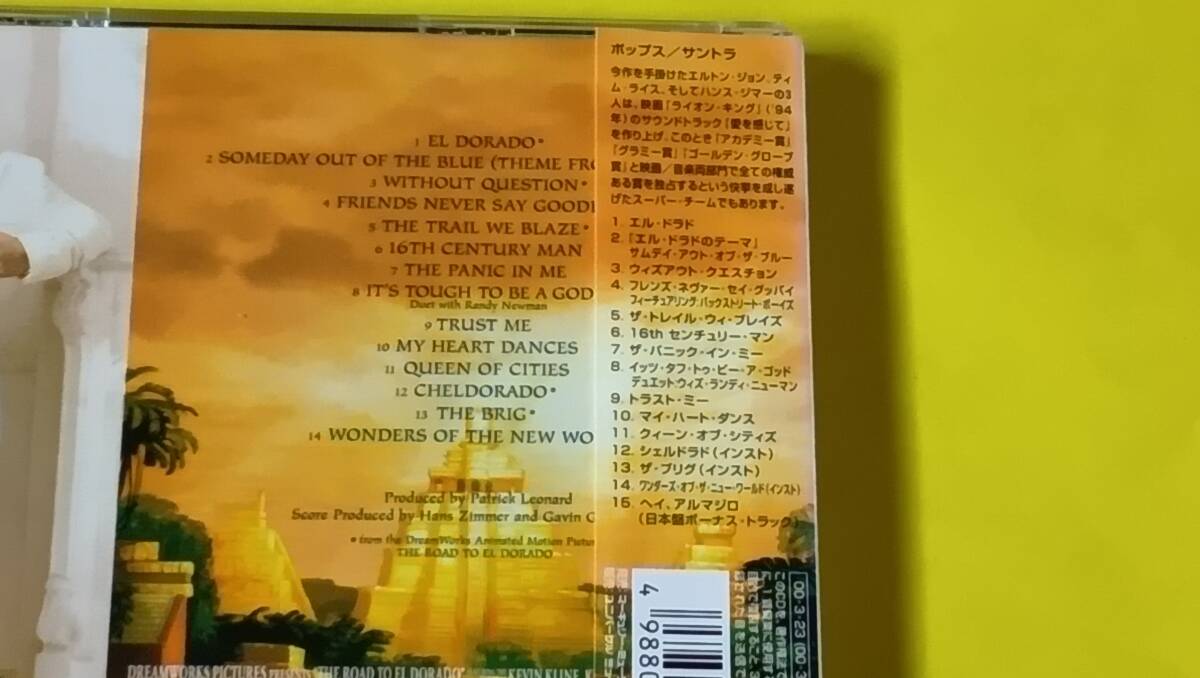 1 EL DORADO*
2 SOMEDAY OUT OF THE BLUE (THEME FRO
3 WITHOUT QUESTION*
4 FRIENDS NEVER SAY GOOD
5 THE TRAIL WE BLAZE*
6 16TH CENTURY MAN
7 THE PANIC IN ME
8 IT'S TOUGH TO BE A GOD
Duet with Randy Newman
9 TRUST ME
10 MY HEART DANCES
11 QUEEN OF CITIES
12 CHELDORADO*
13 THE BRIG*
14 WONDERS OF THE NEW WO
Produced by Patrick Leonard
Score Produced by Hans Zimmer and Gavin G
* from the DreamWorks Animated Motion Pictur
THE ROAD TO EL DORADO
DREAMWORKS PICTURES PRESENTS "THE ROAD TO EL DORADO"
KEVIN KLINE, K
ポップス/サントラ
今作を手掛けたエルトン・ジョン、ティ
ム・ライス、そしてハンス・ジマーの3
人は、映画「ライオン・キング」('94
年)のサウンドトラック「愛を感じて」
を作り上げ、このとき「アカデミー賞」
「グラミー賞」「ゴールデン・グローブ
賞」と映画/音楽両部門で全ての権威
ある賞を独占するという快挙を成し遂
げたスーパー・チームでもあります。
1. エル・ドラド
2.「エル・ドラドのテーマ」
サムデイ・アウト・オブ・ザ・ブルー
3. ウィズアウト・クエスチョン
4. フレンズ・ネヴァー・セイ・グッバイ
フィーチュアリング:バックストリート・ボーイズ
5. ザ・トレイル・ウィ・ブレイズ
6. 16th センチュリー・マン
7. ザ・パニック・イン・ミー
8. イッツ・タフ・トゥ・ビー・ア・ゴッド
デュエットウィズ・ランディ・ニューマン
9. トラスト・ミー
10. マイ・ハート・ダンス
11. クィーン・オブ・シティズ
12. シェルドラド(インスト)
13. ザ・ブリグ(インスト)
14. ワンダーズ・オブ・ザ・ニュー・ワールド(インスト)
15. ヘイ、アルマジロ
(日本盤ボーナス・トラック)
4 9880
00・3・23